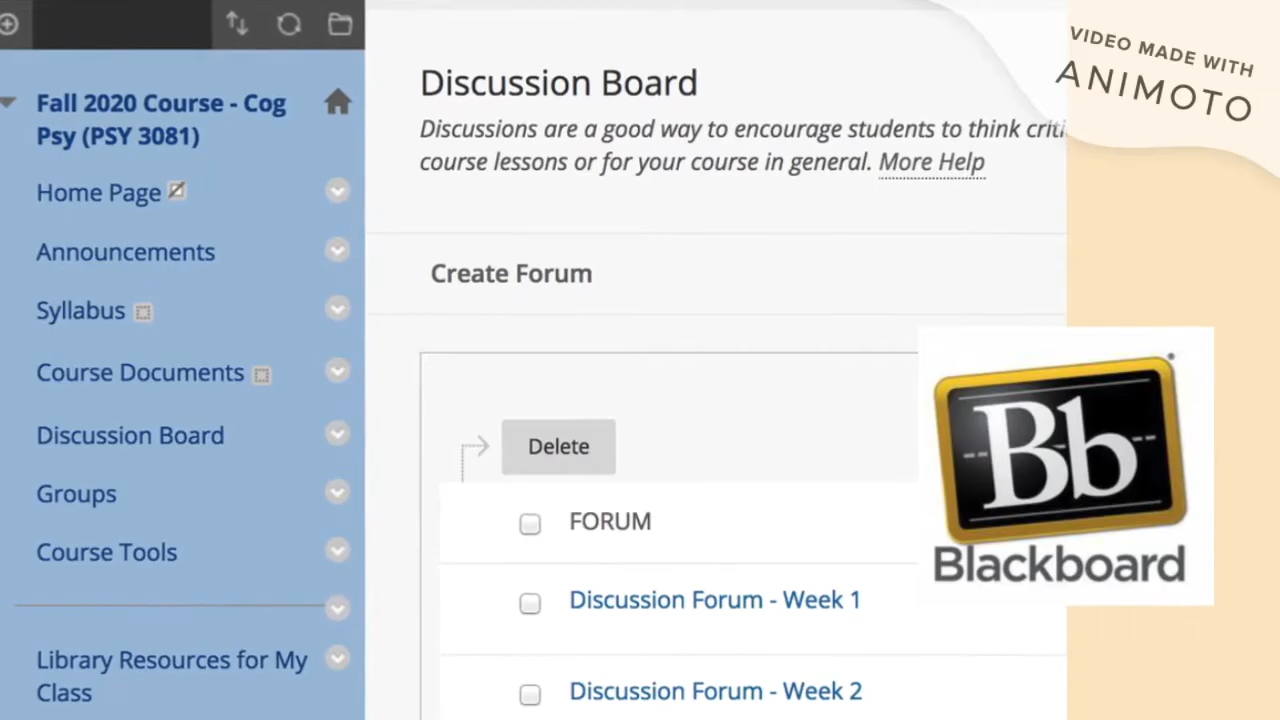 VIDEO MADE WITH
ANIMOTO
Fall 2020 Course - Cog
Psy (PSY 3081)
Home Page
Announcements
Syllabus
Course Documents
Discussion Board
Groups
Course Tools
Library Resources for My
Class
Discussion Board
Discussions are a good way to encourage students to think
course lessons or for your course in general. More Help
Create Forum
Delete
FORUM
Discussion Forum - Week 1
Discussion Forum - Week 2
Bb
Blackboard